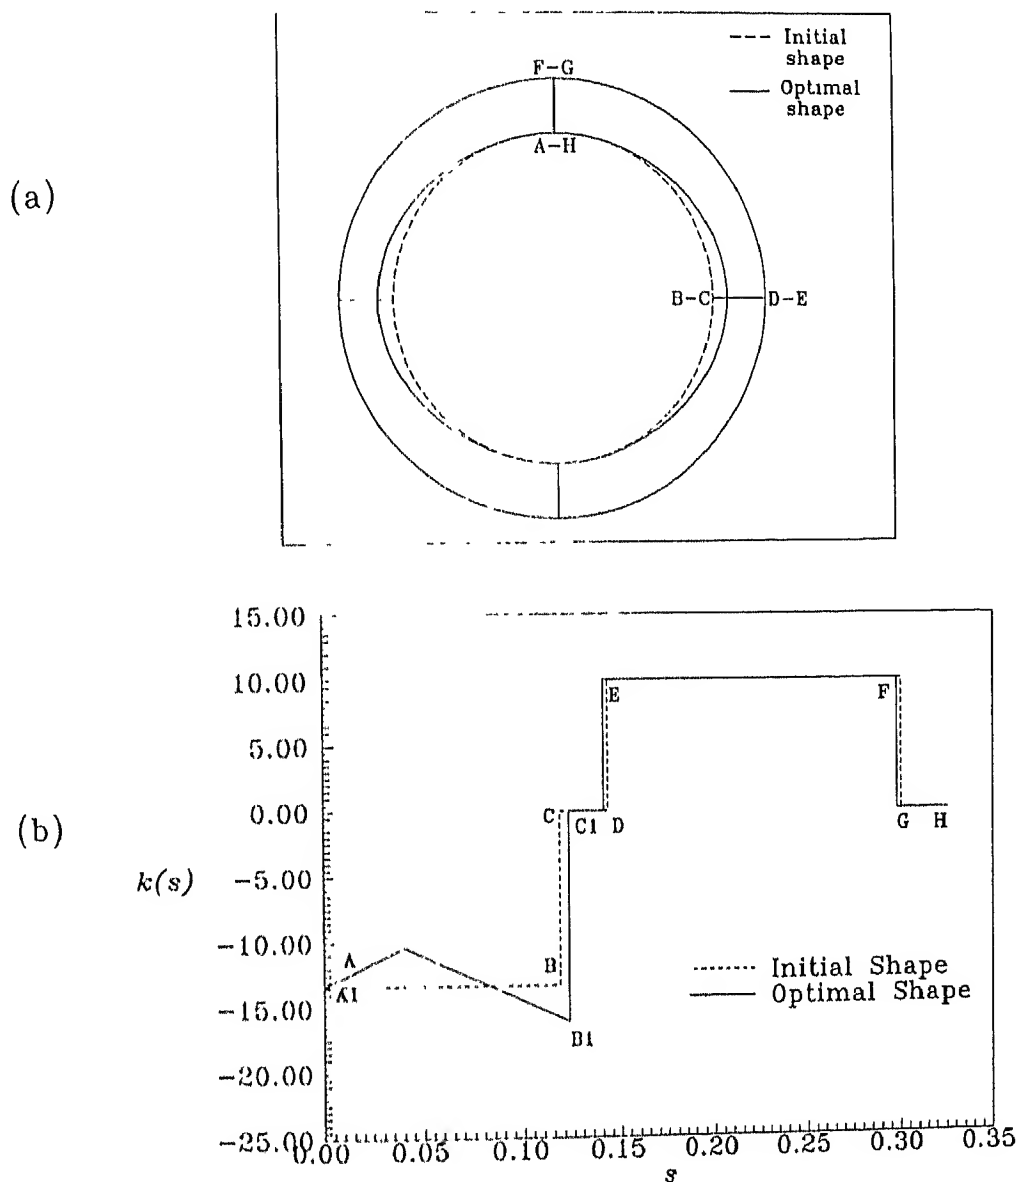 (a)
Initial
shape
Optimal
shape
F-G
A-H
B-C
D-E
(b)
15.00
10.00
5.00
0.00
-5.00
-10.00
-15.00
-20.00
-25.00
k(s)
E
F
C
C1 D
G H
A
A1
B
B1
Initial Shape
Optimal Shape
0.00 0.05 0.10 0.15 0.20 0.25 0.30 0.35
s